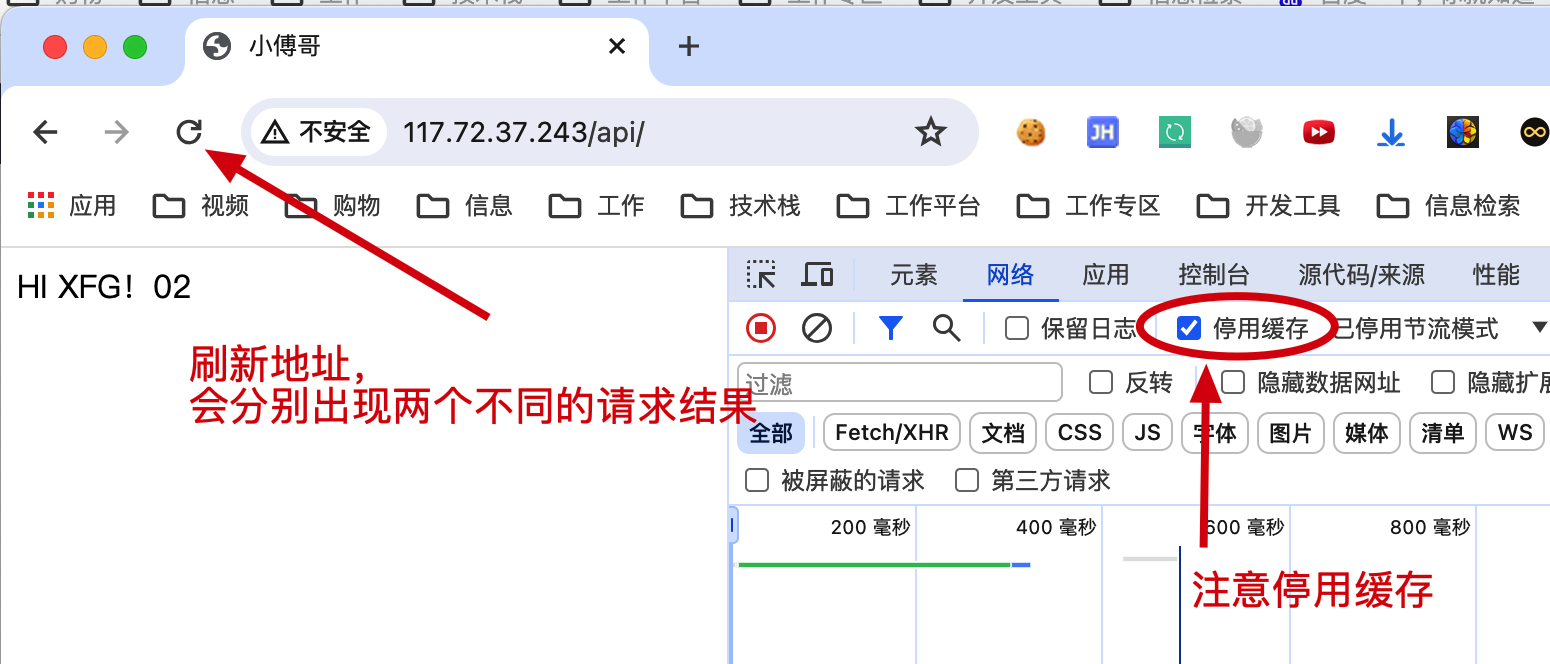 小傅哥
不安全 117.72.37.243/api/
JH
应用 视频 购物 信息 工作 技术栈 工作平台 工作专区 开发工具 信息检索
HI XFG！02
元素 网络 应用 控制台 源代码/来源 性能
保留日志 停用缓存 已停用节流模式
刷新地址，
会分别出现两个不同的请求结果
过滤 反转 隐藏数据网址 隐藏扩展
全部 Fetch/XHR 文档 CSS JS 字体 图片 媒体 清单 WS
被屏蔽的请求 第三方请求
200 毫秒 400 毫秒 600 毫秒 800 毫秒
注意停用缓存